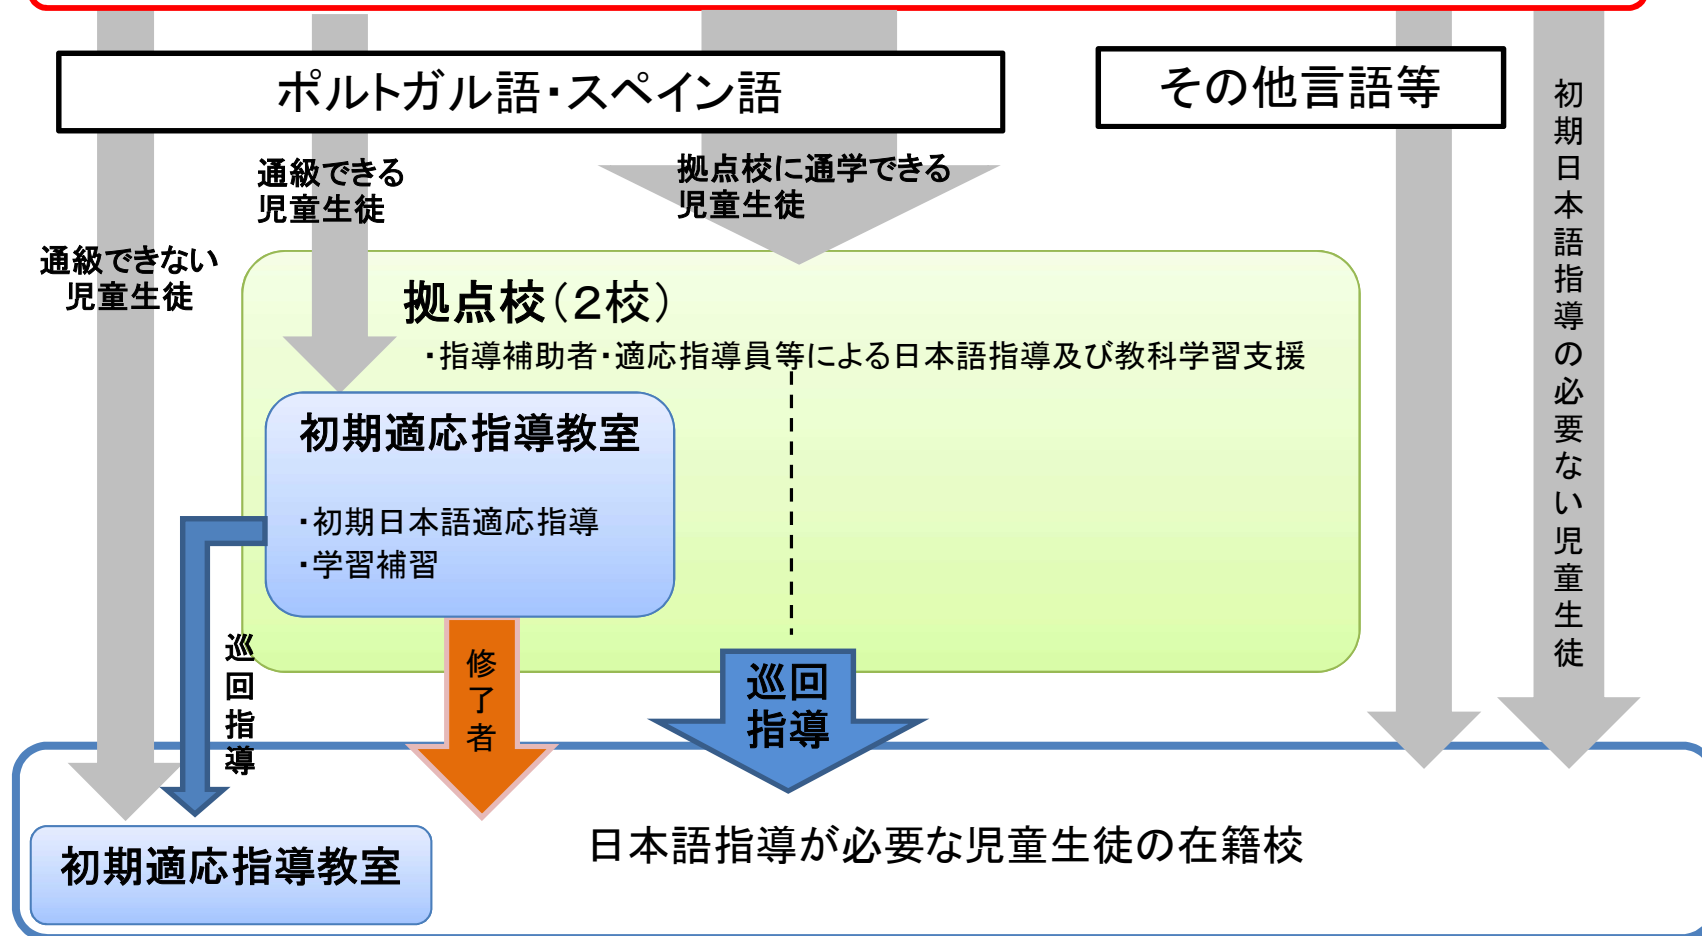 ポルトガル語・スペイン語
その他言語等
初期日本語指導の必要ない児童生徒
通級できる
児童生徒
拠点校に通学できる
児童生徒
通級できない
児童生徒
拠点校（２校）
・指導補助者・適応指導員等による日本語指導及び教科学習支援
初期適応指導教室
・初期日本語適応指導
・学習補習
巡回指導
修了者
巡回
指導
日本語指導が必要な児童生徒の在籍校
初期適応指導教室